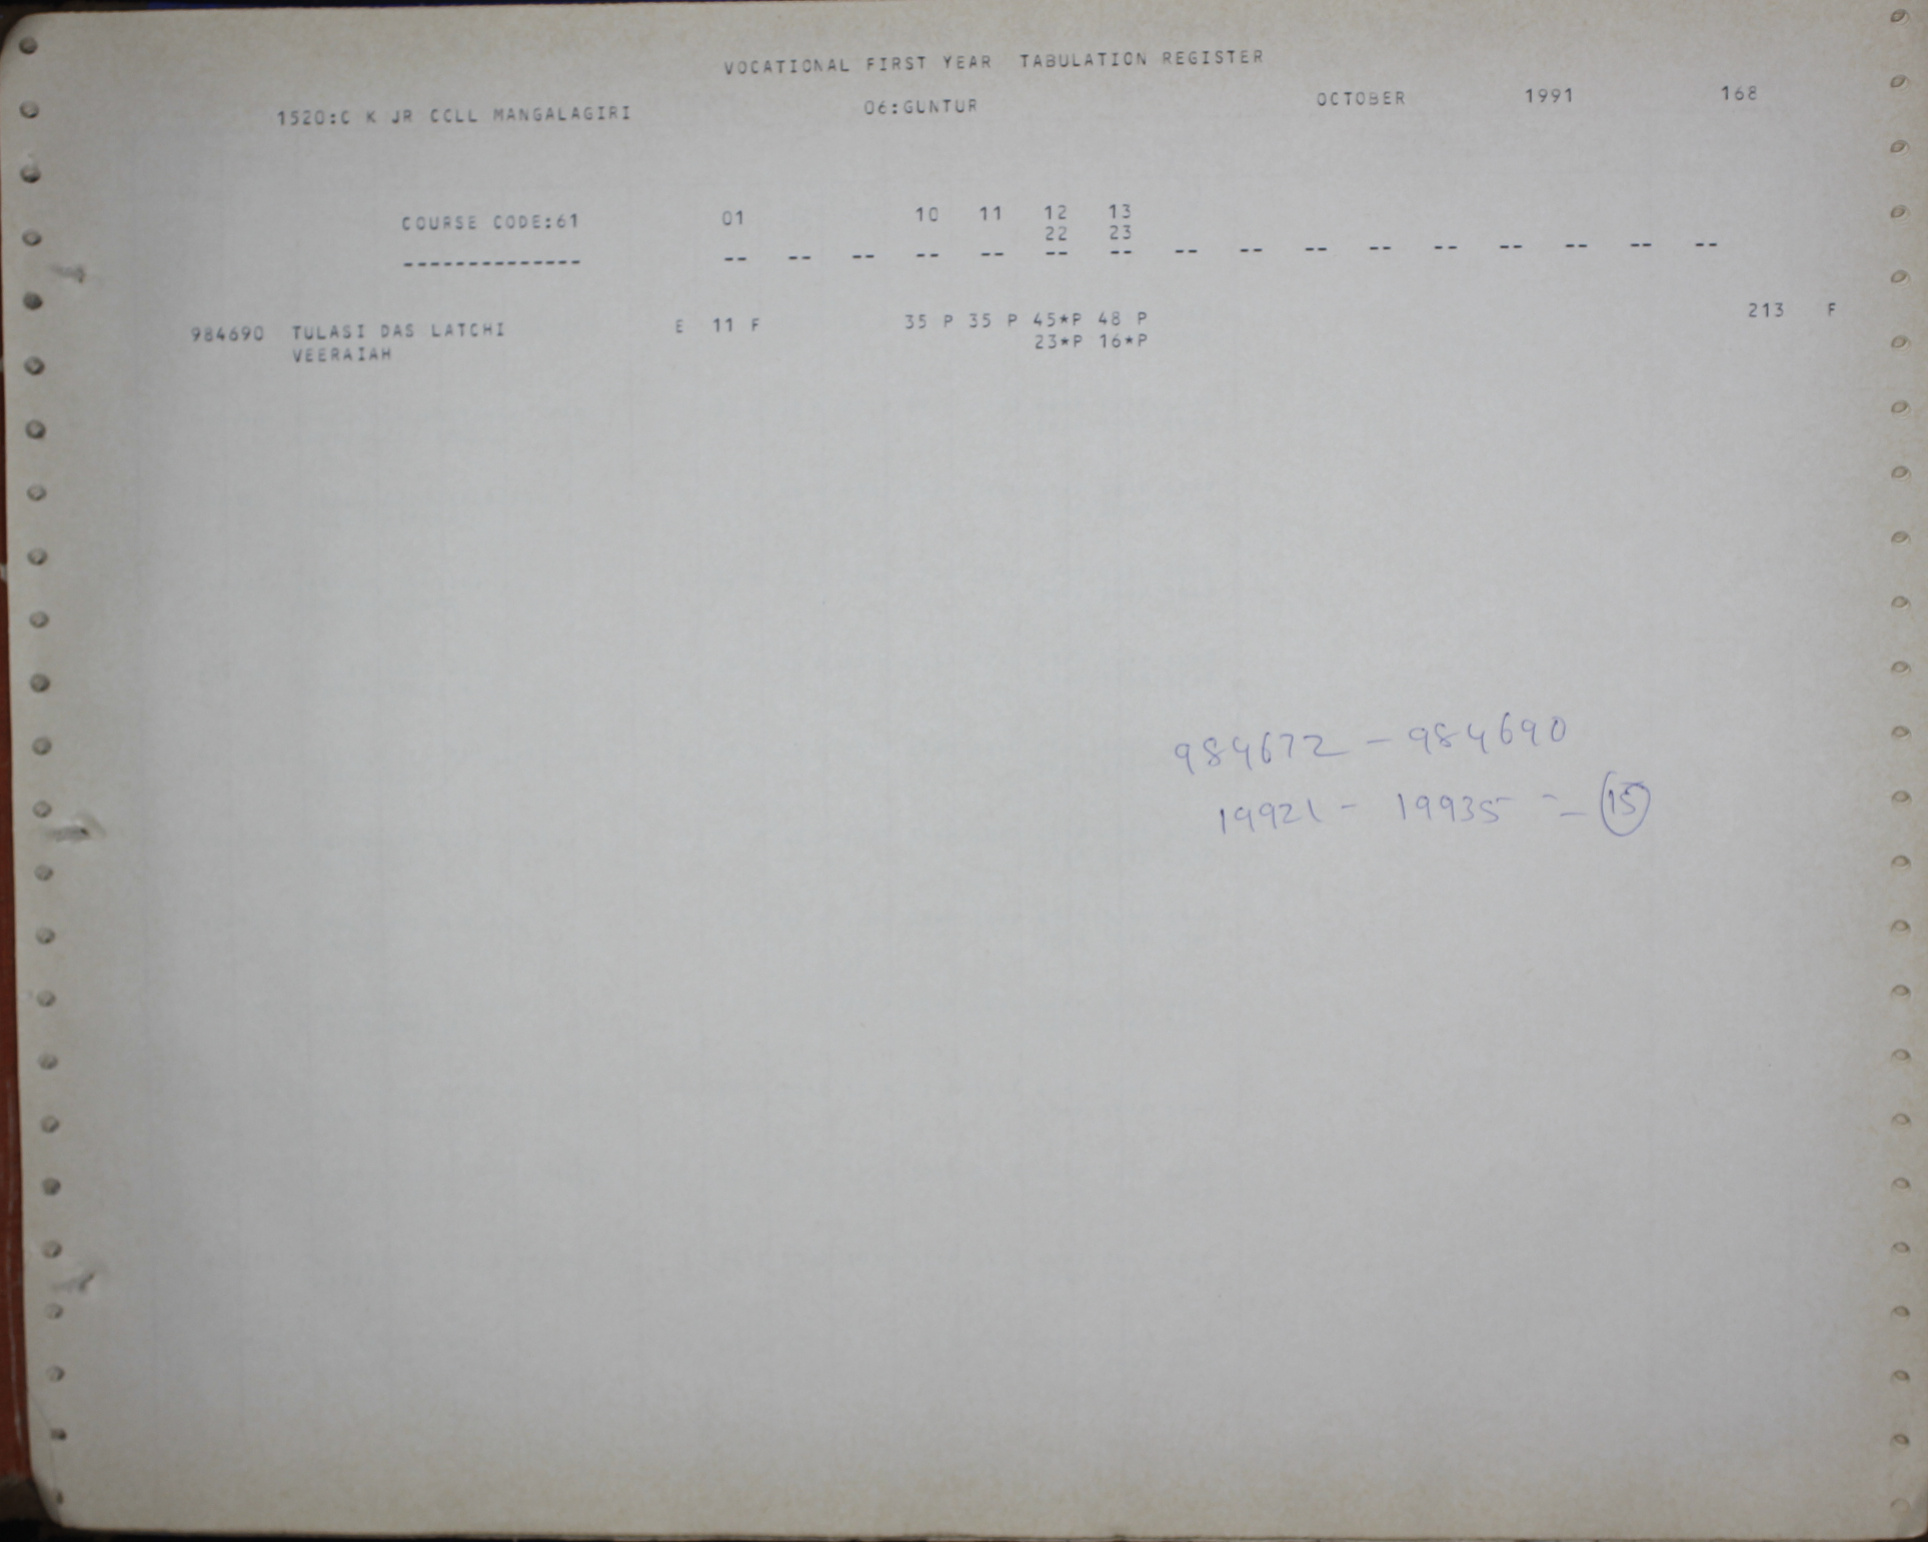 VOCATIONAL FIRST YEAR TABULATION REGISTER
1520:C K JR CCLL MANGALAGIRI 06:GUNTUR OCTOBER 1991 168
COURSE CODE:61 01 10 11 12 13
22 23
-------------- -- -- -- -- -- -- -- -- -- -- -- -- -- -- -- --
984690 TULASI DAS LATCHI E 11 F 35 P 35 P 45*P 48 P 213 F
VEERAIAH 23*P 16*P
984672 - 984690
19921 - 19935 = 15